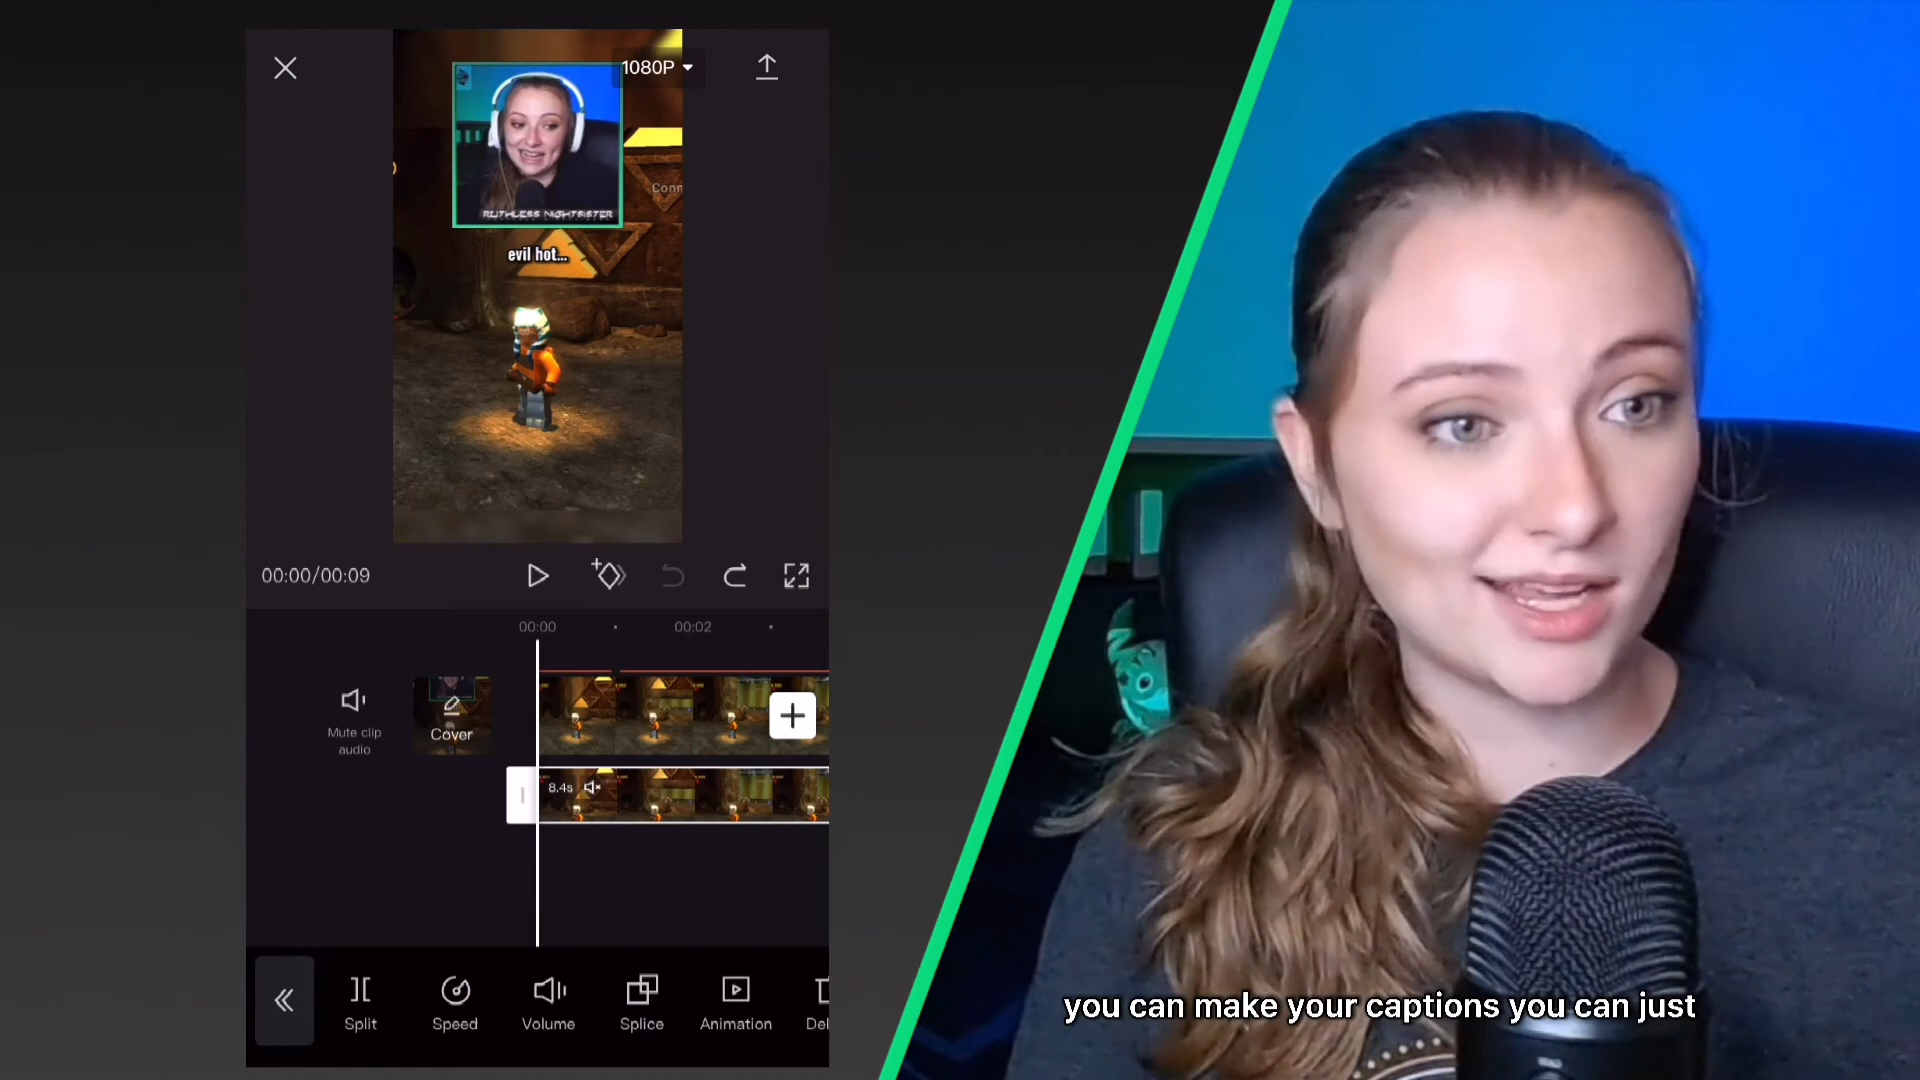 1080P
Conn
RUTHLESS NIGHTSISTER
evil hot...
00:00/00:09
00:00
00:02
Mute clip
audio
Cover
8.4s
Split
Speed
Volume
Splice
Animation
Del
you can make your captions you can just